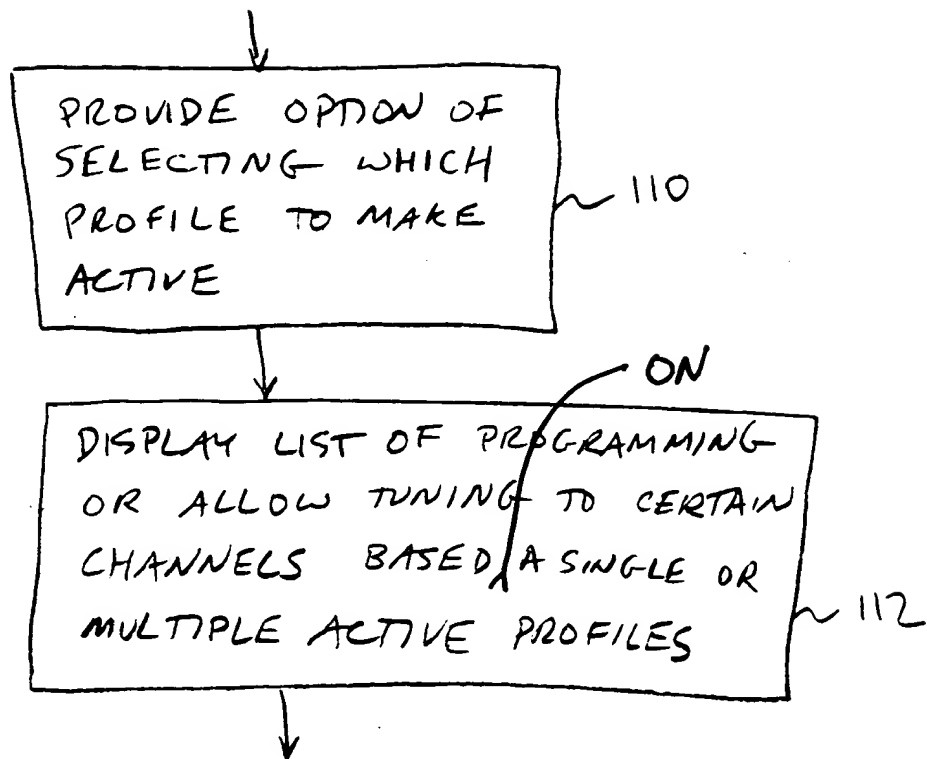 PROVIDE OPTION OF
SELECTING WHICH
PROFILE TO MAKE
ACTIVE
110
ON
DISPLAY LIST OF PROGRAMMING
OR ALLOW TUNING TO CERTAIN
CHANNELS BASED A SINGLE OR
MULTIPLE ACTIVE PROFILES
112